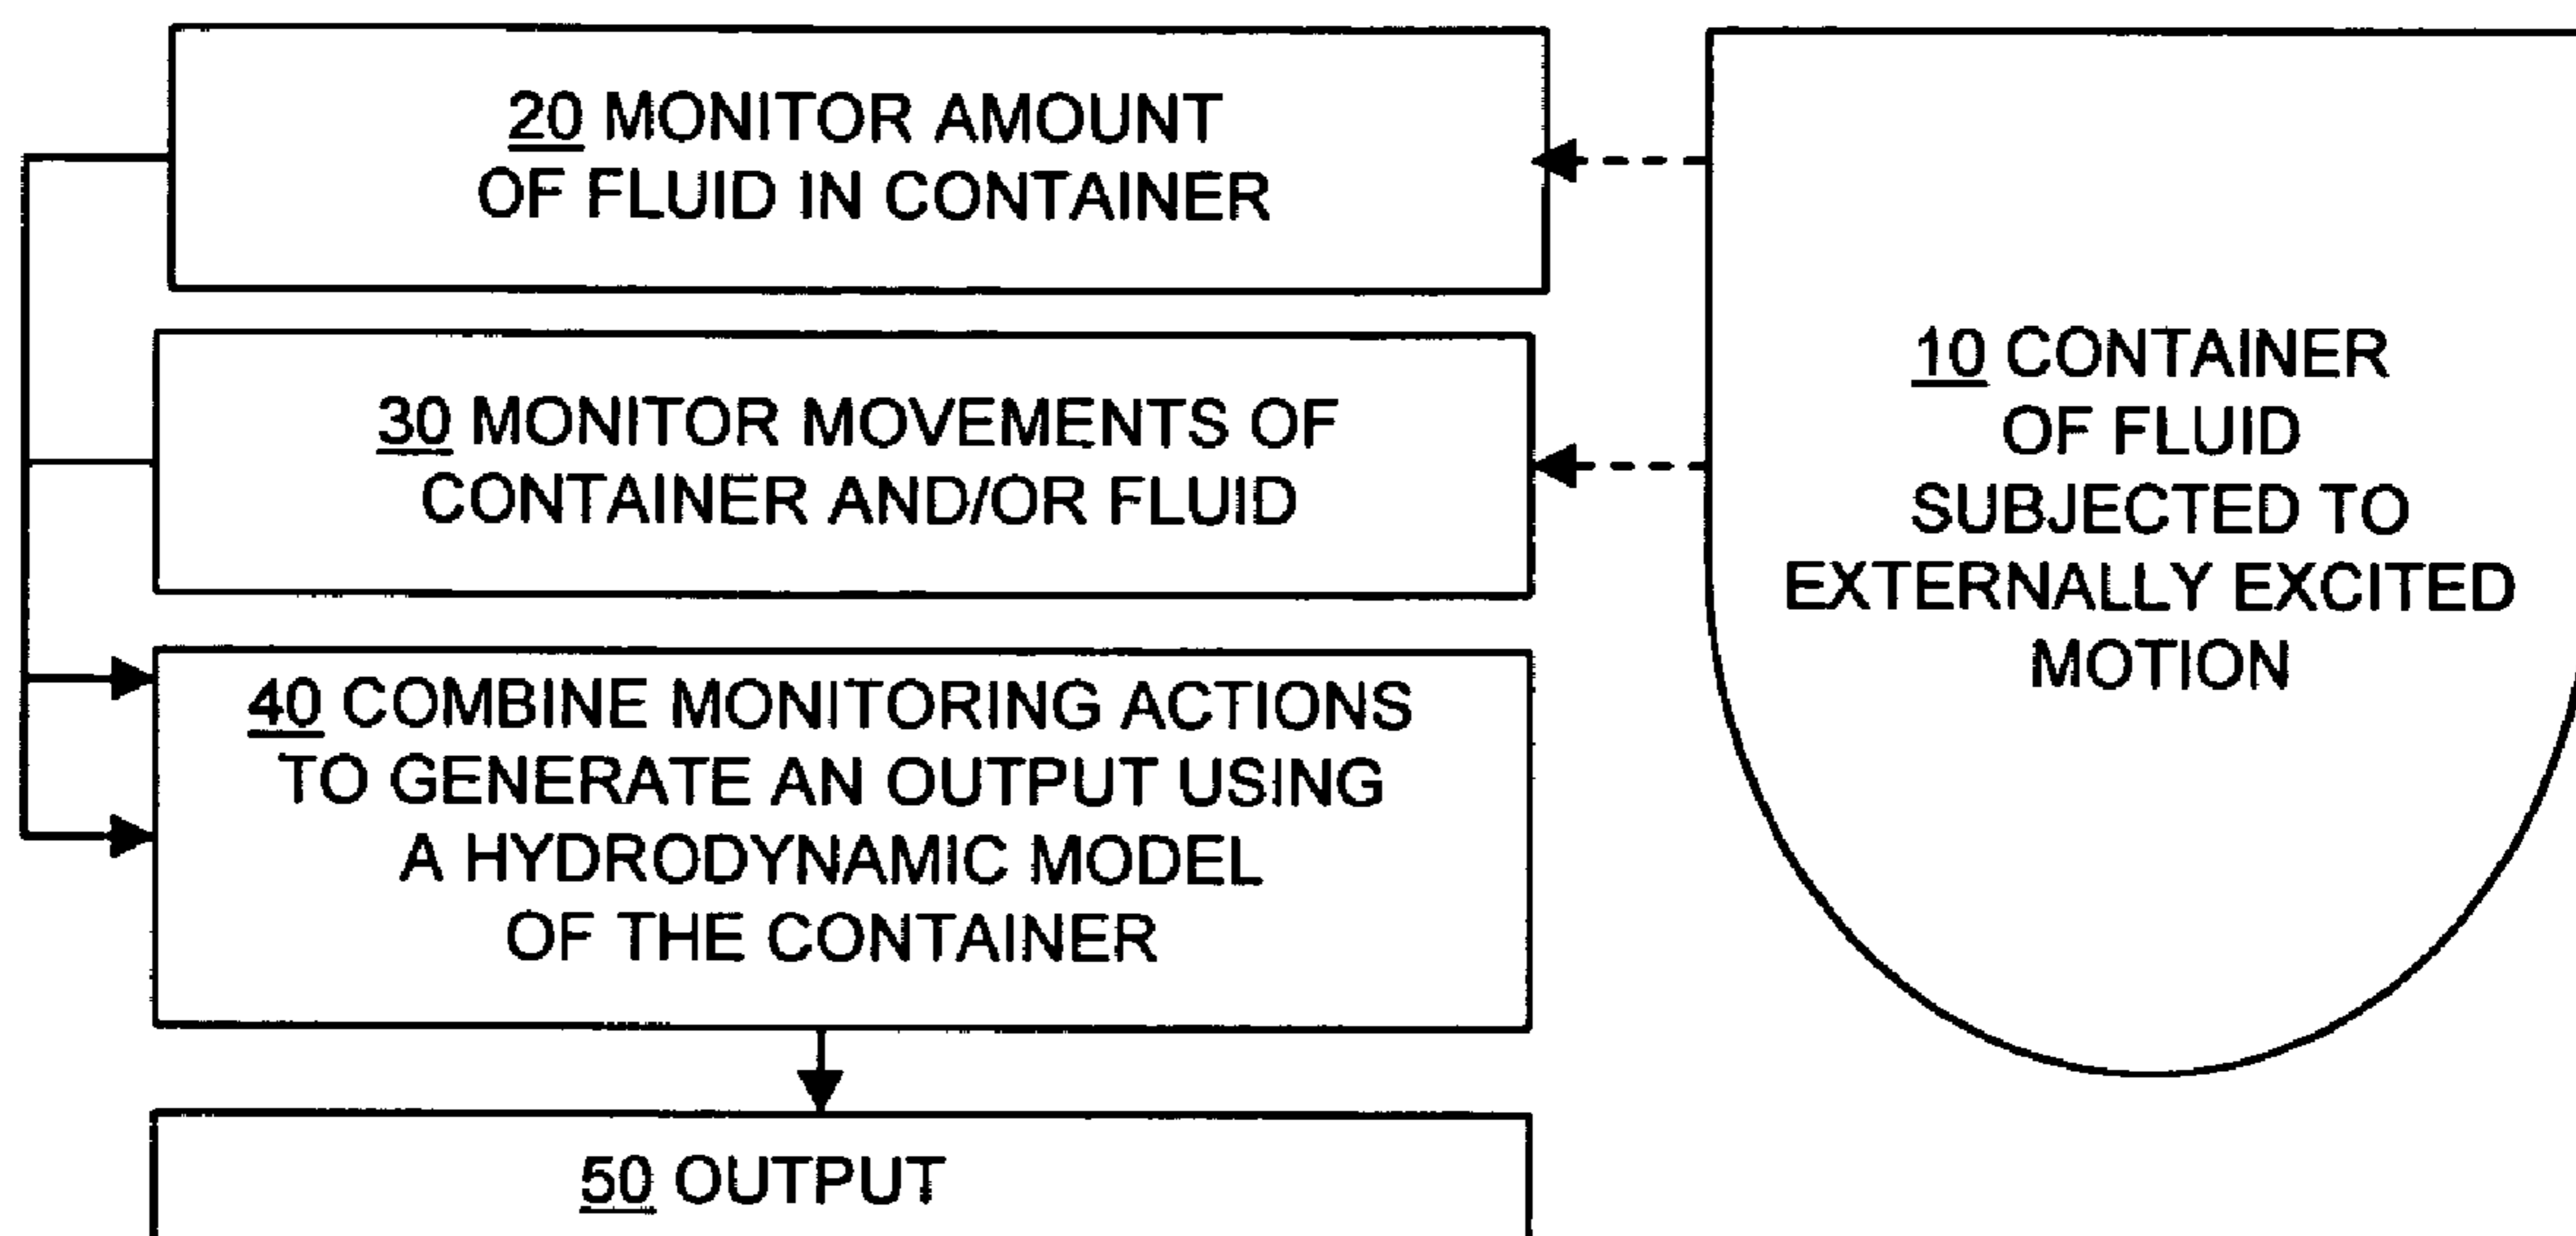 20 MONITOR AMOUNT
OF FLUID IN CONTAINER
30 MONITOR MOVEMENTS OF
CONTAINER AND/OR FLUID
40 COMBINE MONITORING ACTIONS
TO GENERATE AN OUTPUT USING
A HYDRODYNAMIC MODEL
OF THE CONTAINER
50 OUTPUT
10 CONTAINER
OF FLUID
SUBJECTED TO
EXTERNALLY EXCITED
MOTION